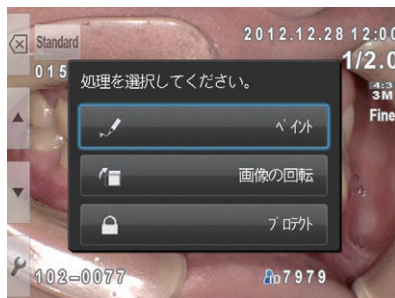 Standard
2012.12.28 12:00
015
1/2.0
4:3
3M
Fine
処理を選択してください。
ペイント
画像の回転
プロテクト
102-0077
ID7979